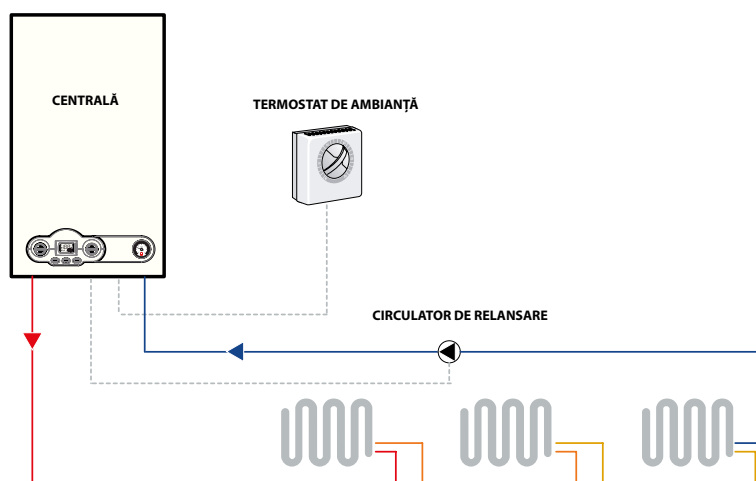 CENTRALĂ
TERMOSTAT DE AMBIANȚĂ
CIRCULATOR DE RELANSARE